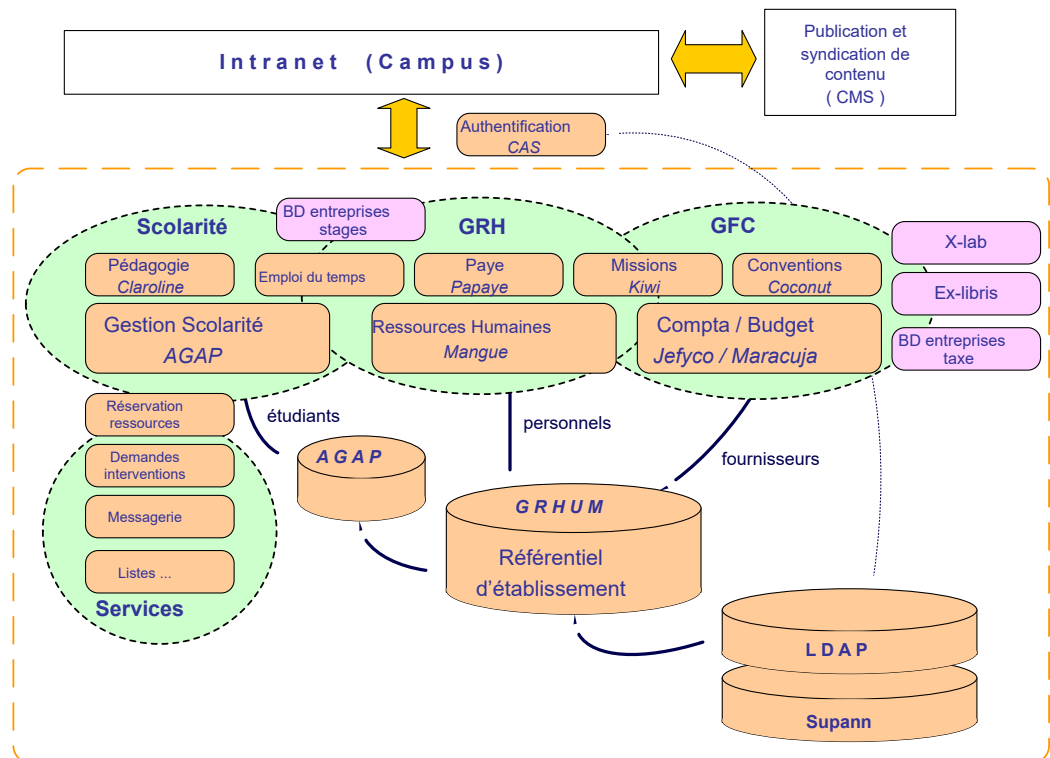 Intranet (Campus)
Publication et
syndication de
contenu
( CMS )
Authentification
CAS
Scolarité
BD entreprises
stages
GRH
GFC
X-lab
Pédagogie
Claroline
Emploi du temps
Paye
Papaye
Missions
Kiwi
Conventions
Coconut
Ex-libris
Gestion Scolarité
AGAP
Ressources Humaines
Mangue
Compta / Budget
Jefyco / Maracuja
BD entreprises
taxe
Réservation
ressources
étudiants
personnels
fournisseurs
Demandes
interventions
AGAP
Messagerie
GRHUM
Référentiel
d’établissement
Listes ...
Services
LDAP
Supann